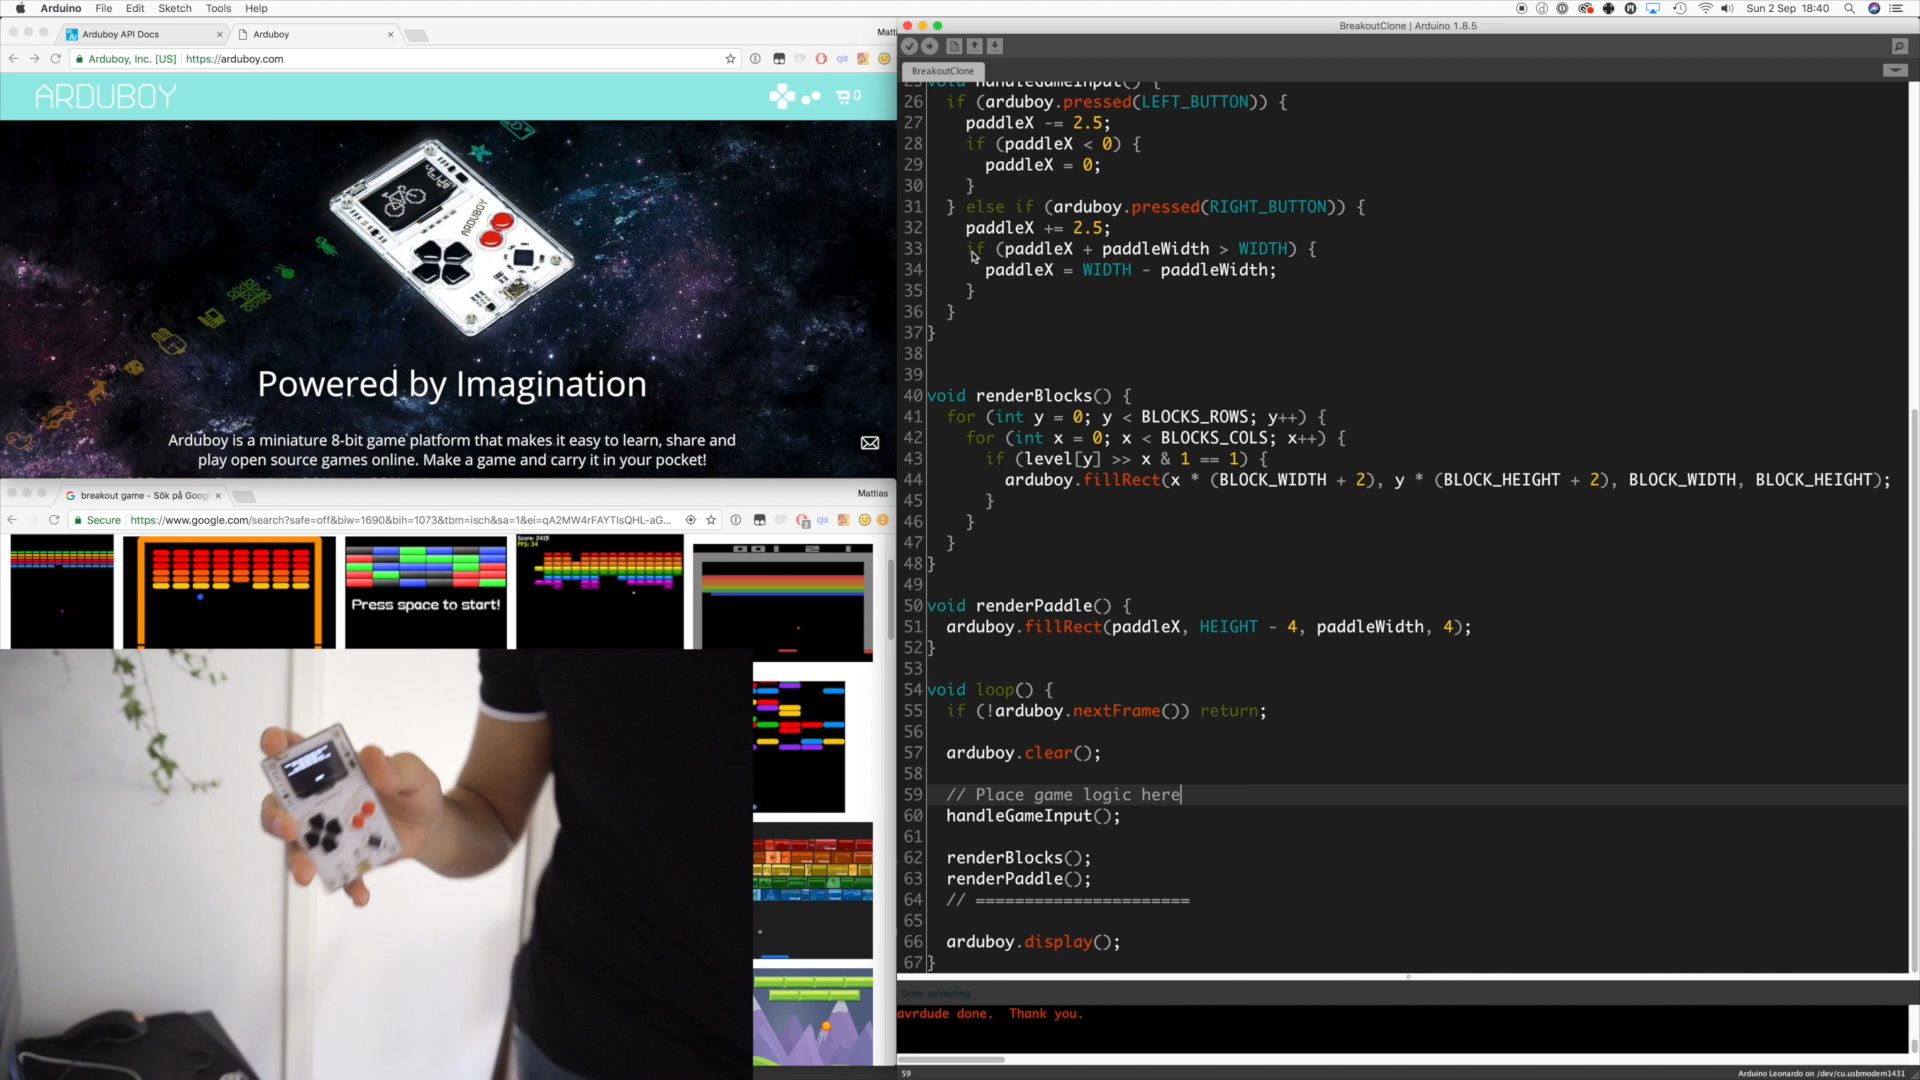 Arduino File Edit Sketch Tools Help
Sun 2 Sep 18:40
Arduboy API Docs
Arduboy
Arduboy, Inc. [US] https://arduboy.com
ARDUBOY
0
Powered by Imagination
Arduboy is a miniature 8-bit game platform that makes it easy to learn, share and
play open source games online. Make a game and carry it in your pocket!
breakout game - Sök på Googl
Mattias
Secure https://www.google.com/search?safe=off&biw=1690&bih=1073&tbm=isch&sa=1&ei=qA2MW4rFAYTIsQHL-aG...
Press space to start!
BreakoutClone | Arduino 1.8.5
BreakoutClone
25 void handleGameInput() {
26 if (arduboy.pressed(LEFT_BUTTON)) {
27 paddleX -= 2.5;
28 if (paddleX < 0) {
29 paddleX = 0;
30 }
31 } else if (arduboy.pressed(RIGHT_BUTTON)) {
32 paddleX += 2.5;
33 if (paddleX + paddleWidth > WIDTH) {
34 paddleX = WIDTH - paddleWidth;
35 }
36 }
37 }
38
39
40 void renderBlocks() {
41 for (int y = 0; y < BLOCKS_ROWS; y++) {
42 for (int x = 0; x < BLOCKS_COLS; x++) {
43 if (level[y] >> x & 1 == 1) {
44 arduboy.fillRect(x * (BLOCK_WIDTH + 2), y * (BLOCK_HEIGHT + 2), BLOCK_WIDTH, BLOCK_HEIGHT);
45 }
46 }
47 }
48 }
49
50 void renderPaddle() {
51 arduboy.fillRect(paddleX, HEIGHT - 4, paddleWidth, 4);
52 }
53
54 void loop() {
55 if (!arduboy.nextFrame()) return;
56
57 arduboy.clear();
58
59 // Place game logic here
60 handleGameInput();
61
62 renderBlocks();
63 renderPaddle();
64 // ======================
65
66 arduboy.display();
67 }
Done uploading.
avrdude done. Thank you.
59
Arduino Leonardo on /dev/cu.usbmodem1431